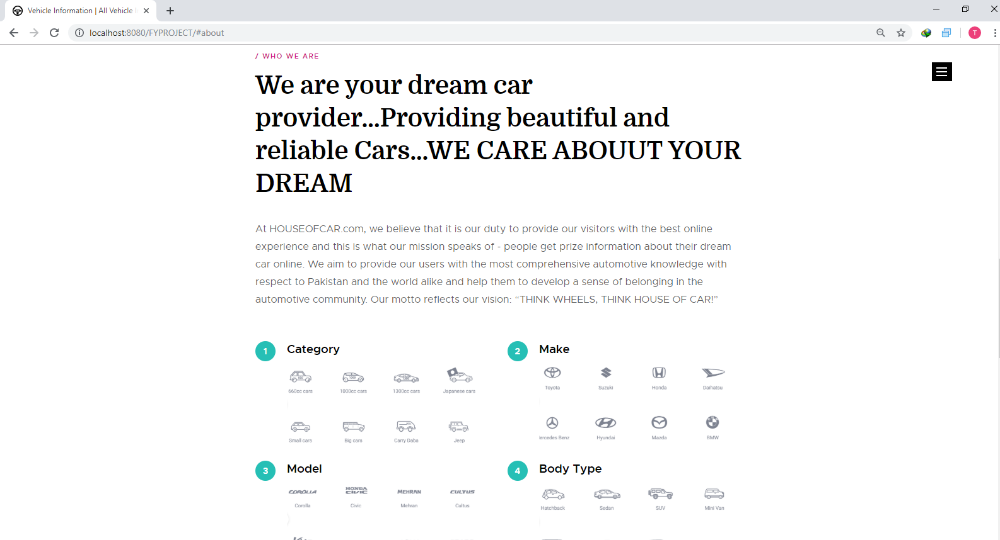 Vehicle Information | All Vehicle I
localhost:8080/FYPROJECT/#about
T
/ WHO WE ARE
We are your dream car
provider...Providing beautiful and
reliable Cars...WE CARE ABOUUT YOUR
DREAM
At HOUSEOFCAR.com, we believe that it is our duty to provide our visitors with the best online
experience and this is what our mission speaks of - people get prize information about their dream
car online. We aim to provide our users with the most comprehensive automotive knowledge with
respect to Pakistan and the world alike and help them to develop a sense of belonging in the
automotive community. Our motto reflects our vision: “THINK WHEELS, THINK HOUSE OF CAR!”
1 Category
660 1000 1300
660cc cars 1000cc cars 1300cc cars Japanese cars
Small cars Big cars Carry Daba Jeep
2 Make
Toyota Suzuki Honda Daihatsu
ercedes Benz Hyundai Mazda BMW
3 Model
COROLLA HONDA CIVIC MEHRAN CULTUS
Corolla Civic Mehran Cultus
4 Body Type
Hatchback Sedan SUV Mini Van